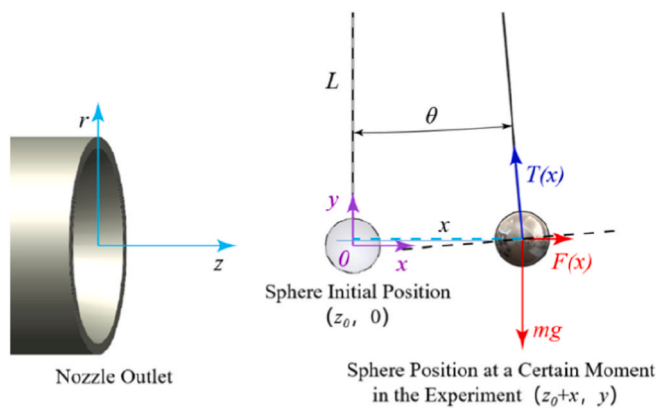 r
z
Nozzle Outlet
L
θ
y
T(x)
x
0
x
F(x)
mg
Sphere Initial Position
(z₀, 0)
Sphere Position at a Certain Moment
in the Experiment (z₀+x, y)